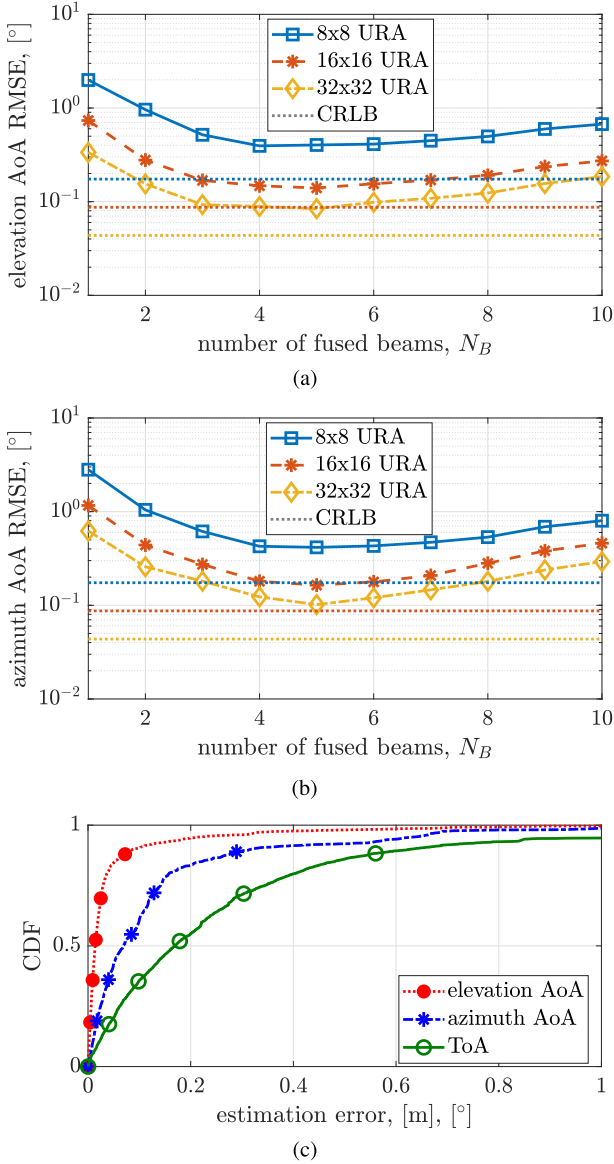 10^1
10^0
10^-1
10^-2
elevation AoA RMSE, [°]
8x8 URA
16x16 URA
32x32 URA
CRLB
2 4 6 8 10
number of fused beams, N_B
(a)
10^1
10^0
10^-1
10^-2
azimuth AoA RMSE, [°]
8x8 URA
16x16 URA
32x32 URA
CRLB
2 4 6 8 10
number of fused beams, N_B
(b)
1
0.5
0
CDF
elevation AoA
azimuth AoA
ToA
0 0.2 0.4 0.6 0.8 1
estimation error, [m], [°]
(c)